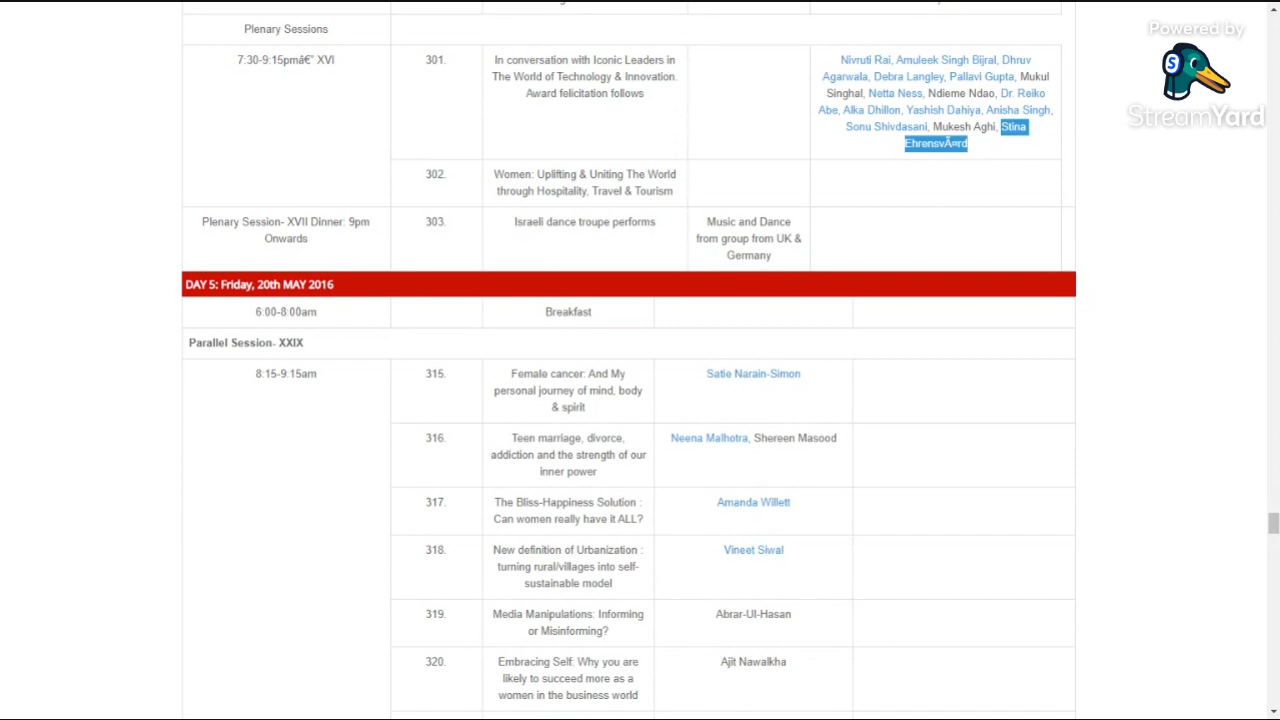 Plenary Sessions
7:30-9:15pmâ€“ XVI
301.
In conversation with Iconic Leaders in
The World of Technology & Innovation.
Award felicitation follows
Nivruti Rai, Amuleek Singh Bijral, Dhruv
Agarwala, Debra Langley, Pallavi Gupta, Mukul
Singhal, Netta Ness, Ndieme Ndao, Dr. Reiko
Abe, Alka Dhillon, Yashish Dahiya, Anisha Singh,
Sonu Shivdasani, Mukesh Aghi, Stina
EhrensvÃ¤rd
302.
Women: Uplifting & Uniting The World
through Hospitality, Travel & Tourism
Plenary Session- XVII Dinner: 9pm
Onwards
303.
Israeli dance troupe performs
Music and Dance
from group from UK &
Germany
DAY 5: Friday, 20th MAY 2016
6:00-8:00am
Breakfast
Parallel Session- XXIX
8:15-9:15am
315.
Female cancer: And My
personal journey of mind, body
& spirit
Satie Narain-Simon
316.
Teen marriage, divorce,
addiction and the strength of our
inner power
Neena Malhotra, Shereen Masood
317.
The Bliss-Happiness Solution :
Can women really have it ALL?
Amanda Willett
318.
New definition of Urbanization :
turning rural/villages into self-
sustainable model
Vineet Siwal
319.
Media Manipulations: Informing
or Misinforming?
Abrar-Ul-Hasan
320.
Embracing Self: Why you are
likely to succeed more as a
women in the business world
Ajit Nawalkha
Powered by
S
StreamYard